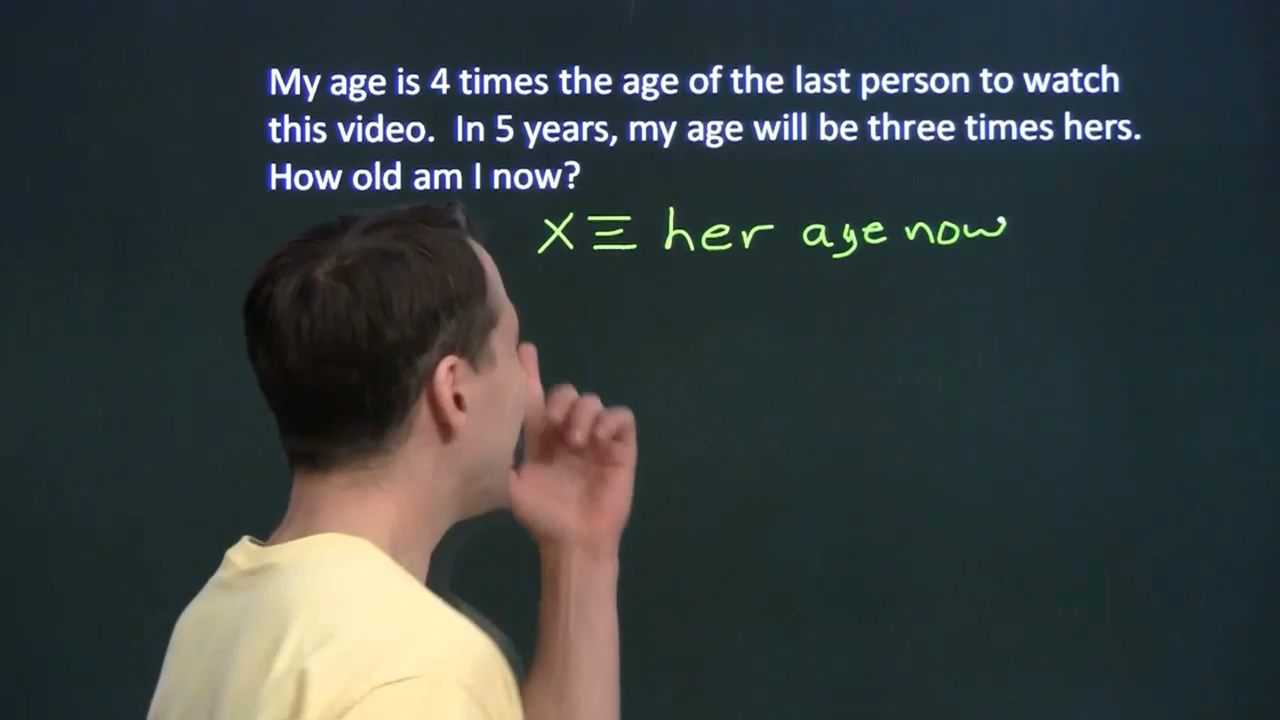 My age is 4 times the age of the last person to watch
this video.  In 5 years, my age will be three times hers.
How old am I now?
X ≡ her age now